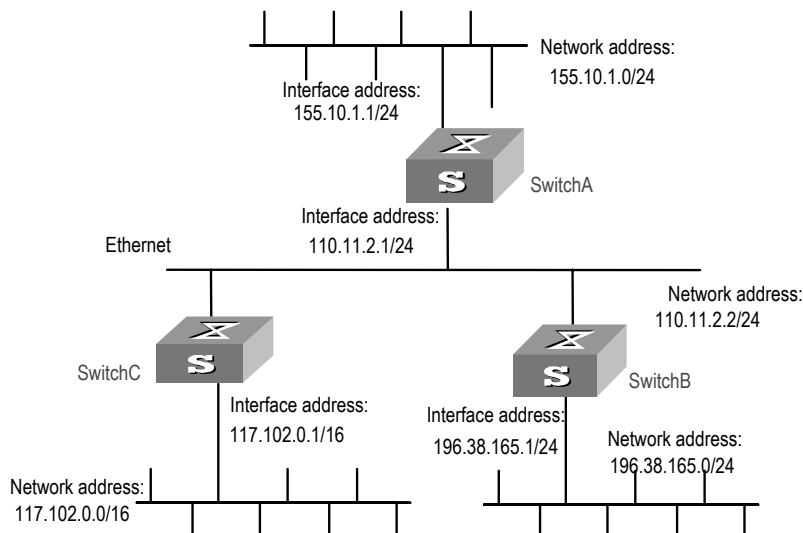 Network address:
155.10.1.0/24
Interface address:
155.10.1.1/24
S
SwitchA
Interface address:
110.11.2.1/24
Ethernet
Network address:
110.11.2.2/24
S
SwitchC
S
SwitchB
Interface address:
117.102.0.1/16
Interface address:
196.38.165.1/24
Network address:
196.38.165.0/24
Network address:
117.102.0.0/16